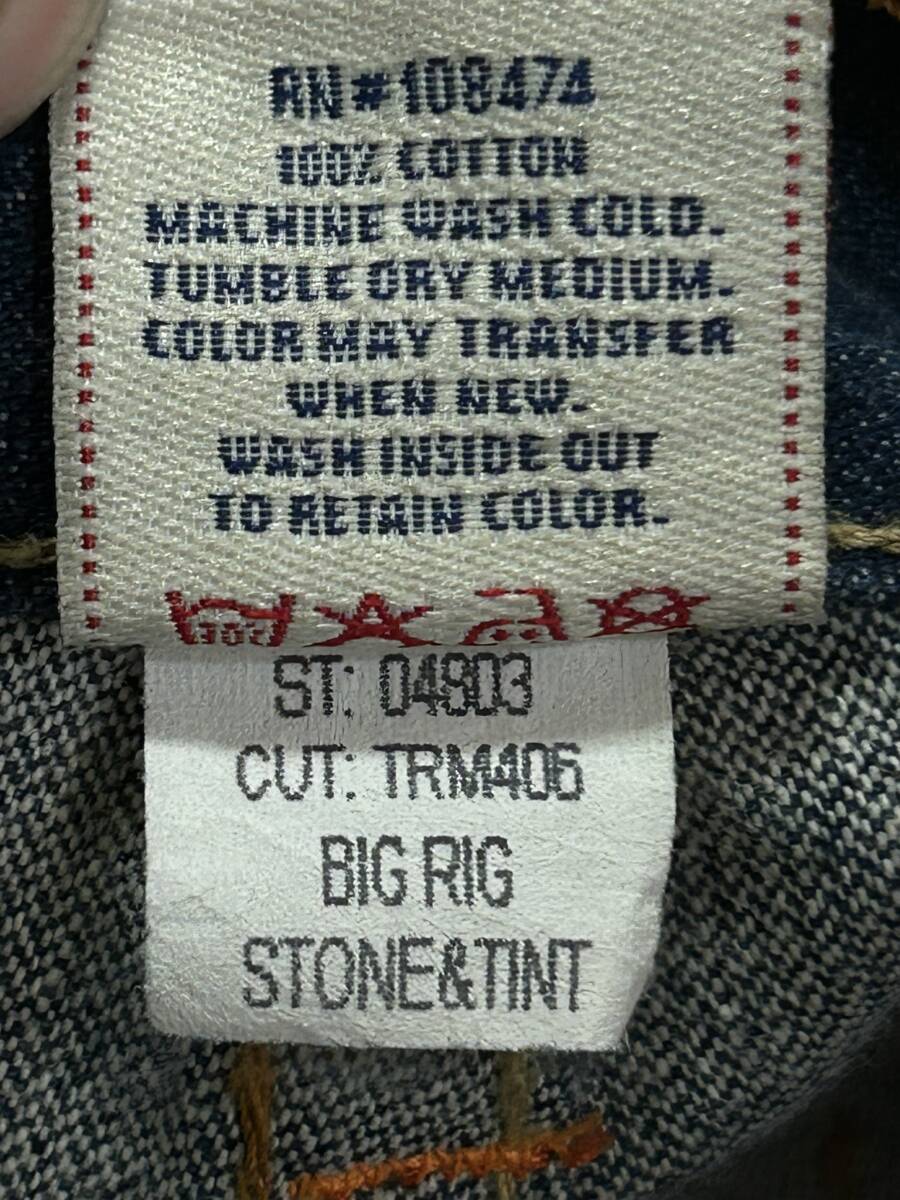 RN#108474
100% COTTON
MACHINE WASH COLD.
TUMBLE DRY MEDIUM.
COLOR MAY TRANSFER
WHEN NEW.
WASH INSIDE OUT
TO RETAIN COLOR.
ST: 04903
CUT: TRM406
BIG RIG
STONE&TINT